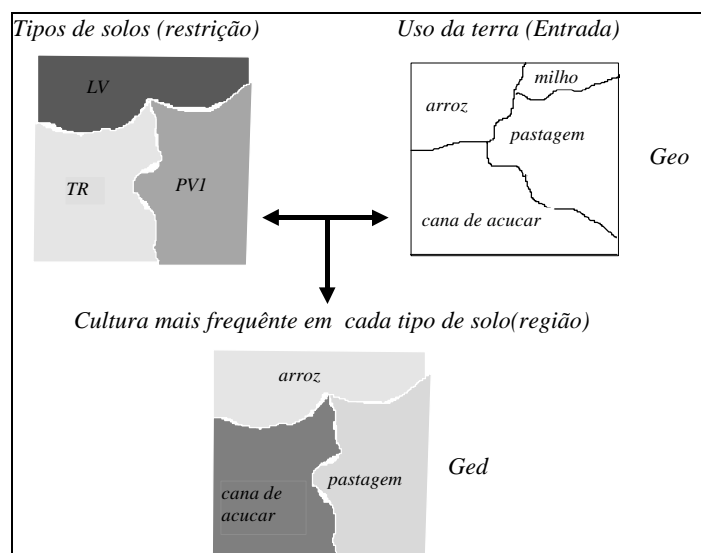 Tipos de solos (restrição)
Uso da terra (Entrada)
LV
TR
PV1
milho
arroz
pastagem
cana de acucar
Geo
Cultura mais frequênte em cada tipo de solo(região)
arroz
cana de
acucar
pastagem
Ged